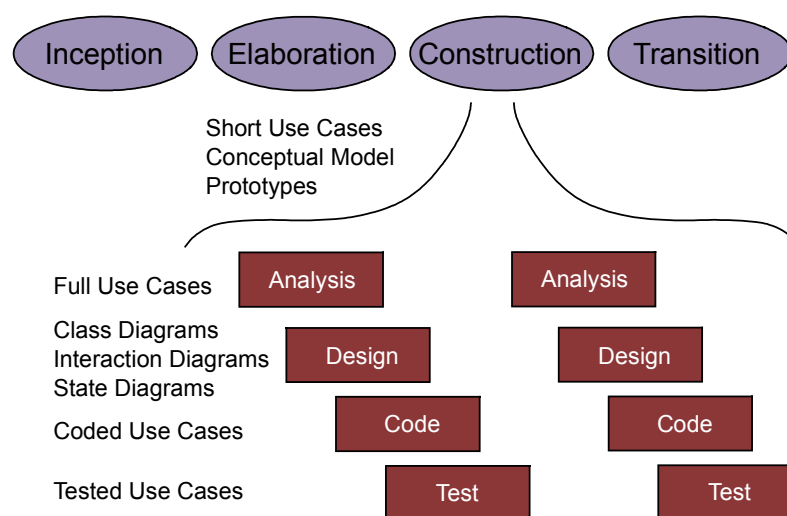 Inception Elaboration Construction Transition
Short Use Cases
Conceptual Model
Prototypes
Full Use Cases Analysis Analysis
Class Diagrams
Interaction Diagrams Design Design
State Diagrams
Coded Use Cases Code Code
Tested Use Cases Test Test